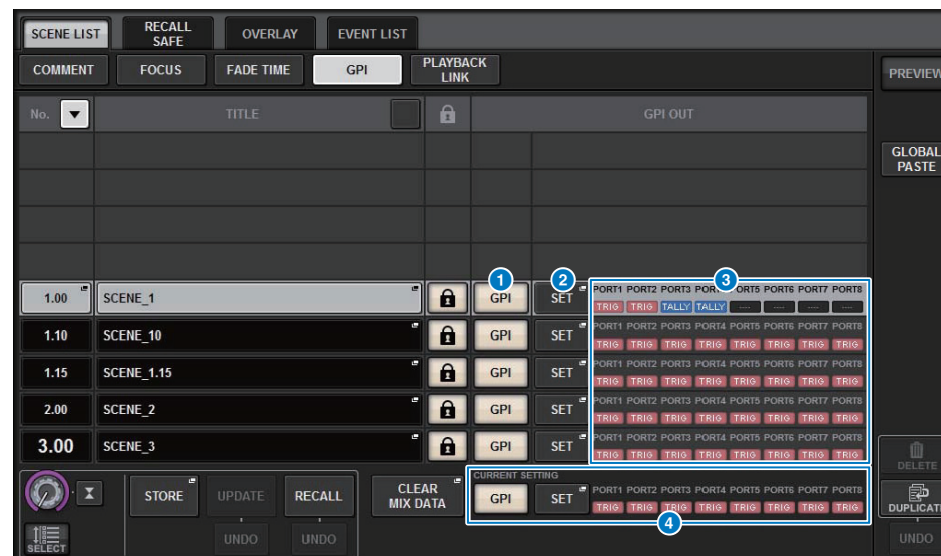 SCENE LIST RECALL SAFE OVERLAY EVENT LIST
COMMENT FOCUS FADE TIME GPI PLAYBACK LINK PREVIEW
No. TITLE GPI OUT
GLOBAL PASTE
1 2 3
1.00 SCENE_1 GPI SET PORT1 PORT2 PORT3 PORT4 PORT5 PORT6 PORT7 PORT8
TRIG TRIG TALLY TALLY ---- ---- ---- ----
1.10 SCENE_10 GPI SET PORT1 PORT2 PORT3 PORT4 PORT5 PORT6 PORT7 PORT8
TRIG TRIG TRIG TRIG TRIG TRIG TRIG TRIG
1.15 SCENE_1.15 GPI SET PORT1 PORT2 PORT3 PORT4 PORT5 PORT6 PORT7 PORT8
TRIG TRIG TRIG TRIG TRIG TRIG TRIG TRIG
2.00 SCENE_2 GPI SET PORT1 PORT2 PORT3 PORT4 PORT5 PORT6 PORT7 PORT8
TRIG TRIG TRIG TRIG TRIG TRIG TRIG TRIG
3.00 SCENE_3 GPI SET PORT1 PORT2 PORT3 PORT4 PORT5 PORT6 PORT7 PORT8
TRIG TRIG TRIG TRIG TRIG TRIG TRIG TRIG
DELETE
CURRENT SETTING
STORE UPDATE RECALL CLEAR MIX DATA GPI SET PORT1 PORT2 PORT3 PORT4 PORT5 PORT6 PORT7 PORT8
TRIG TRIG TRIG TRIG TRIG TRIG TRIG TRIG
DUPLICATE
4
SELECT UNDO UNDO UNDO